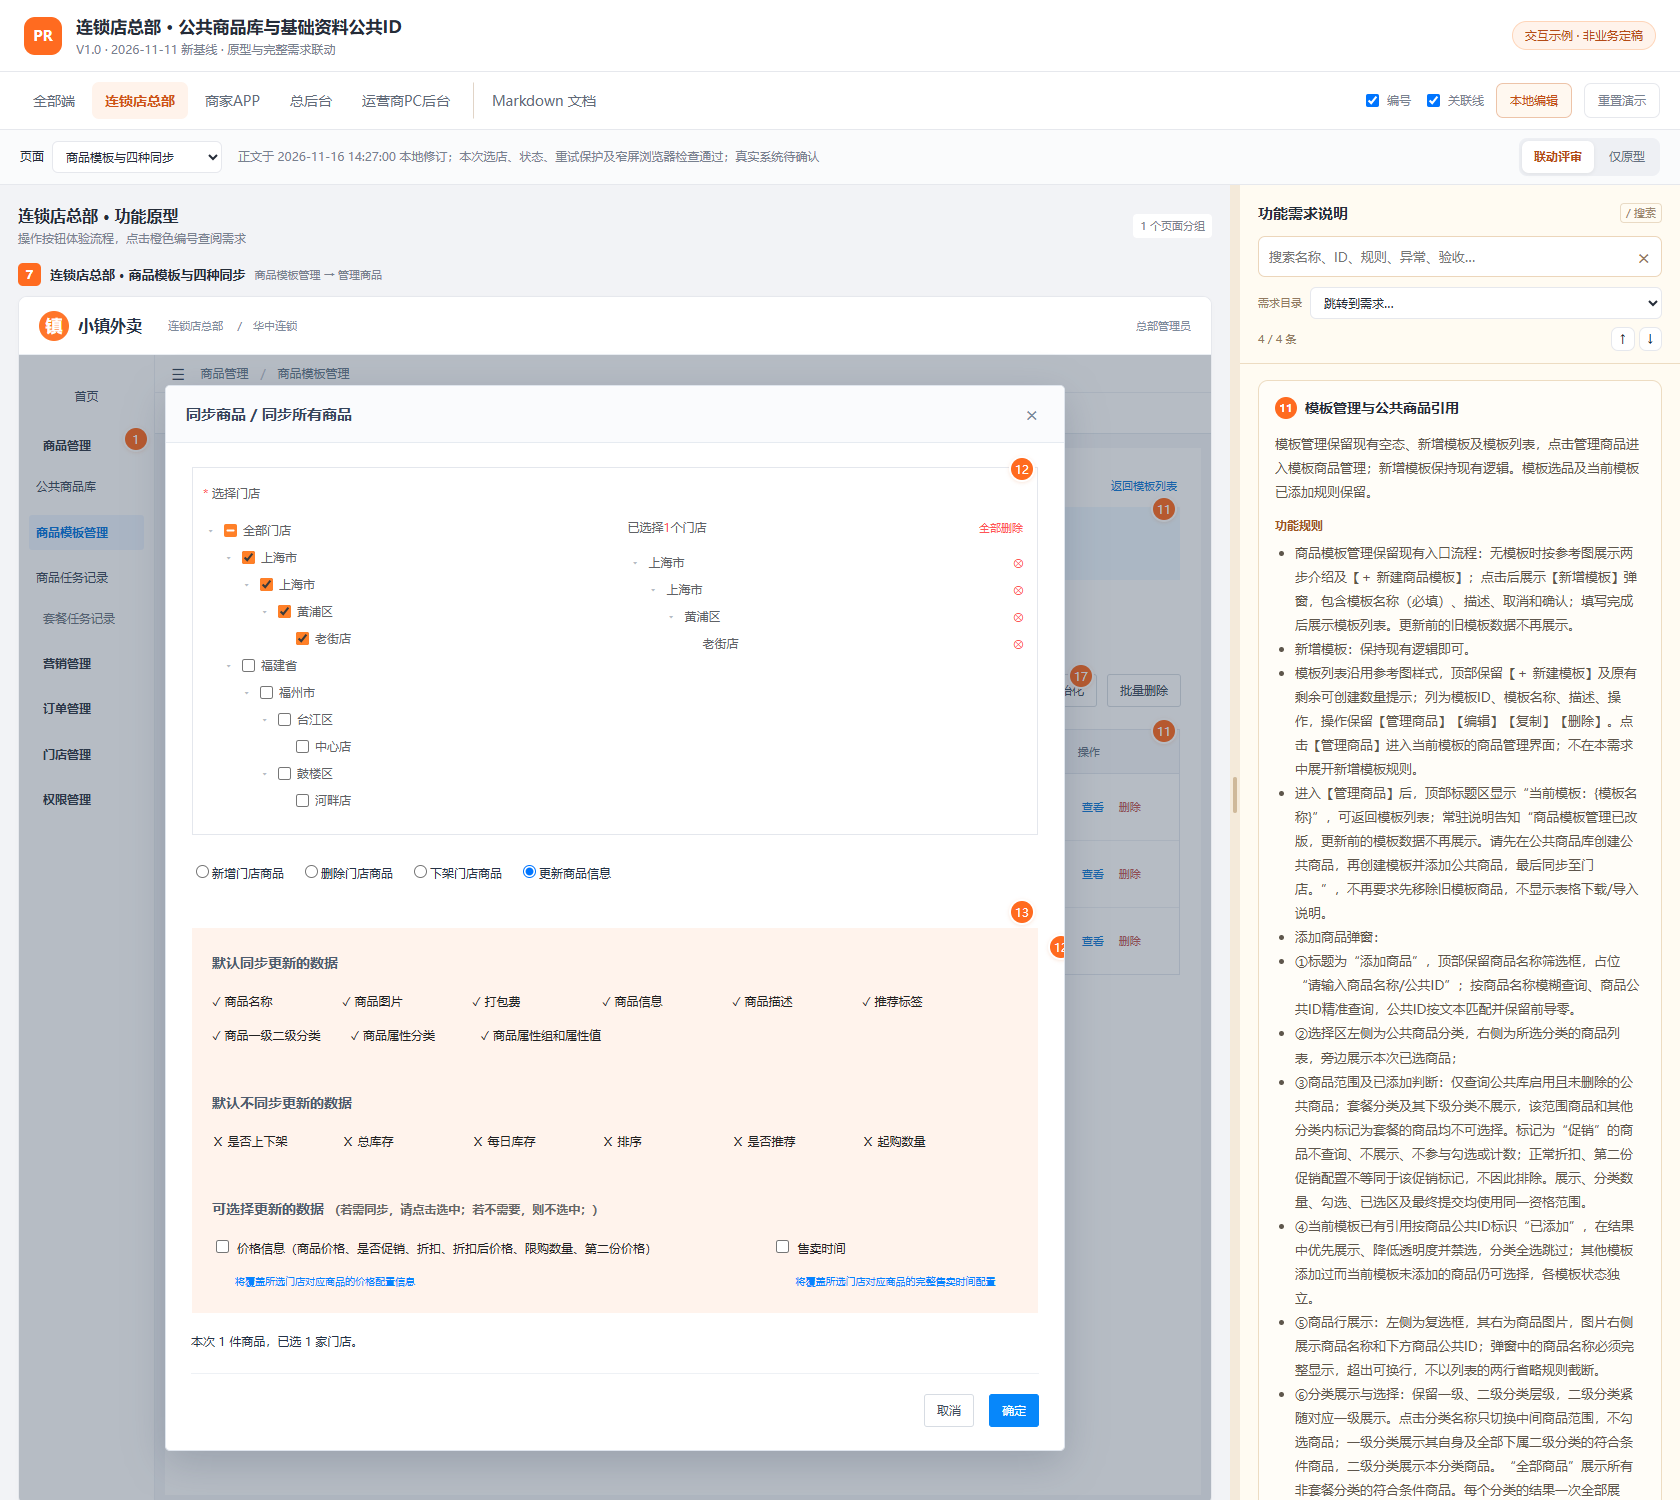 PR
连锁店总部 • 公共商品库与基础资料公共ID
V1.0 · 2026-11-11 新基线 · 原型与完整需求联动
交互示例 · 非业务定稿
全部端
连锁店总部
商家APP
总后台
运营商PC后台
Markdown 文档
编号
关联线
本地编辑
重置演示
页面
商品模板与四种同步
正文于 2026-11-16 14:27:00 本地修订；本次选店、状态、重试保护及窄屏浏览器检查通过；真实系统待确认
联动评审
仅原型
连锁店总部 • 功能原型
操作按钮体验流程，点击橙色编号查阅需求
1 个页面分组
7 连锁店总部 • 商品模板与四种同步 商品模板管理 → 管理商品
镇 小镇外卖 连锁店总部 / 华中连锁
总部管理员
首页
商品管理 1
公共商品库
商品模板管理
商品任务记录
套餐任务记录
营销管理
订单管理
门店管理
权限管理
☰ 商品管理 / 商品模板管理
返回模板列表
11
17
批量删除
11
操作
查看 删除
查看 删除
查看 删除
同步商品 / 同步所有商品 ×
12
* 选择门店
全部门店
上海市
上海市
黄浦区
老街店
福建省
福州市
台江区
中心店
鼓楼区
河畔店
已选择1个门店 全部删除
上海市
上海市
黄浦区
老街店
新增门店商品 删除门店商品 下架门店商品 更新商品信息
13
默认同步更新的数据
✓ 商品名称 ✓ 商品图片 ✓ 打包费 ✓ 商品信息 ✓ 商品描述 ✓ 推荐标签
✓ 商品一级二级分类 ✓ 商品属性分类 ✓ 商品属性组和属性值
默认不同步更新的数据
X 是否上下架 X 总库存 X 每日库存 X 排序 X 是否推荐 X 起购数量
可选择更新的数据 （若需同步，请点击选中；若不需要，则不选中；）
价格信息（商品价格、是否促销、折扣、折扣后价格、限购数量、第二份价格）
将覆盖所选门店对应商品的价格配置信息
售卖时间
将覆盖所选门店对应商品的完整售卖时间配置
本次 1 件商品，已选 1 家门店。
取消 确定
功能需求说明
/ 搜索
搜索名称、ID、规则、异常、验收... ×
需求目录 跳转到需求...
4 / 4 条 ↑ ↓
11 模板管理与公共商品引用
模板管理保留现有空态、新增模板及模板列表，点击管理商品进
入模板商品管理；新增模板保持现有逻辑。模板选品及当前模板
已添加规则保留。
功能规则
• 商品模板管理保留现有入口流程：无模板时按参考图展示两
步介绍及【 + 新建商品模板】；点击后展示【新增模板】弹
窗，包含模板名称（必填）、描述、取消和确认；填写完成
后展示模板列表。更新前的旧模板数据不再展示。
• 新增模板：保持现有逻辑即可。
• 模板列表沿用参考图样式，顶部保留【 + 新建模板】及原有
剩余可创建数量提示；列为模板ID、模板名称、描述、操
作，操作保留【管理商品】【编辑】【复制】【删除】。点
击【管理商品】进入当前模板的商品管理界面；不在本需求
中展开新增模板规则。
• 进入【管理商品】后，顶部标题区显示“当前模板：{模板名
称}”，可返回模板列表；常驻说明告知“商品模板管理已改
版，更新前的模板数据不再展示。请先在公共商品库创建公
共商品，再创建模板并添加公共商品，最后同步至门
店。”，不再要求先移除旧模板商品，不显示表格下载/导入
说明。
• 添加商品弹窗：
• ①标题为“添加商品”，顶部保留商品名称筛选框，占位
“请输入商品名称/公共ID”；按商品名称模糊查询、商品公
共ID精准查询，公共ID按文本匹配并保留前导零。
• ②选择区左侧为公共商品分类，右侧为所选分类的商品列
表，旁边展示本次已选商品；
• ③商品范围及已添加判断：仅查询公共库启用且未删除的公
共商品；套餐分类及其下级分类不展示，该范围商品和其他
分类内标记为套餐的商品均不可选择。标记为“促销”的商
品不查询、不展示、不参与勾选或计数；正常折扣、第二份
促销配置不等同于该促销标记，不因此排除。展示、分类数
量、勾选、已选区及最终提交均使用同一资格范围。
• ④当前模板已有引用按商品公共ID标识“已添加”，在结果
中优先展示、降低透明度并禁选，分类全选跳过；其他模板
添加过而当前模板未添加的商品仍可选择，各模板状态独
立。
• ⑤商品行展示：左侧为复选框，其右为商品图片，图片右侧
展示商品名称和下方商品公共ID；弹窗中的商品名称必须完
整显示，超出可换行，不以列表的两行省略规则截断。
• ⑥分类展示与选择：保留一级、二级分类层级，二级分类紧
随对应一级展示。点击分类名称只切换中间商品范围，不勾
选商品；一级分类展示其自身及全部下属二级分类的符合条
件商品，二级分类展示本分类商品。“全部商品”展示所有
非套餐分类的符合条件商品。每个分类的结果一次全部展